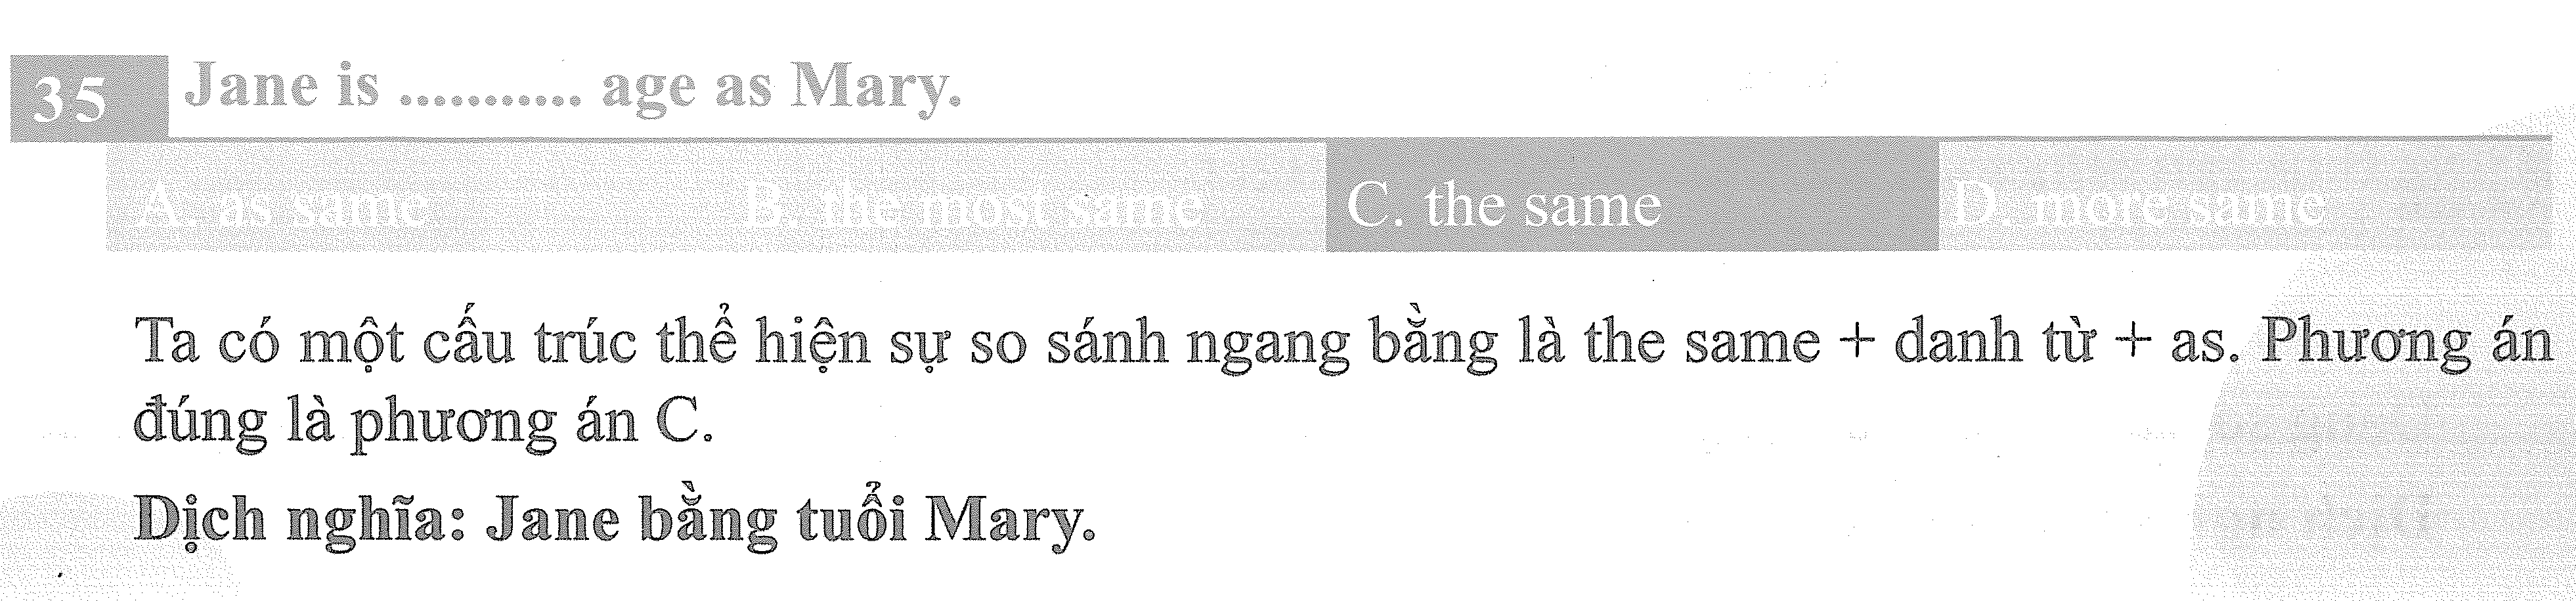 35 Jane is ........... age as Mary.
A. as same B. the most same C. the same D. more same
Ta có một cấu trúc thể hiện sự so sánh ngang bằng là the same + danh từ + as. Phương án
đúng là phương án C.
Dịch nghĩa: Jane bằng tuổi Mary.